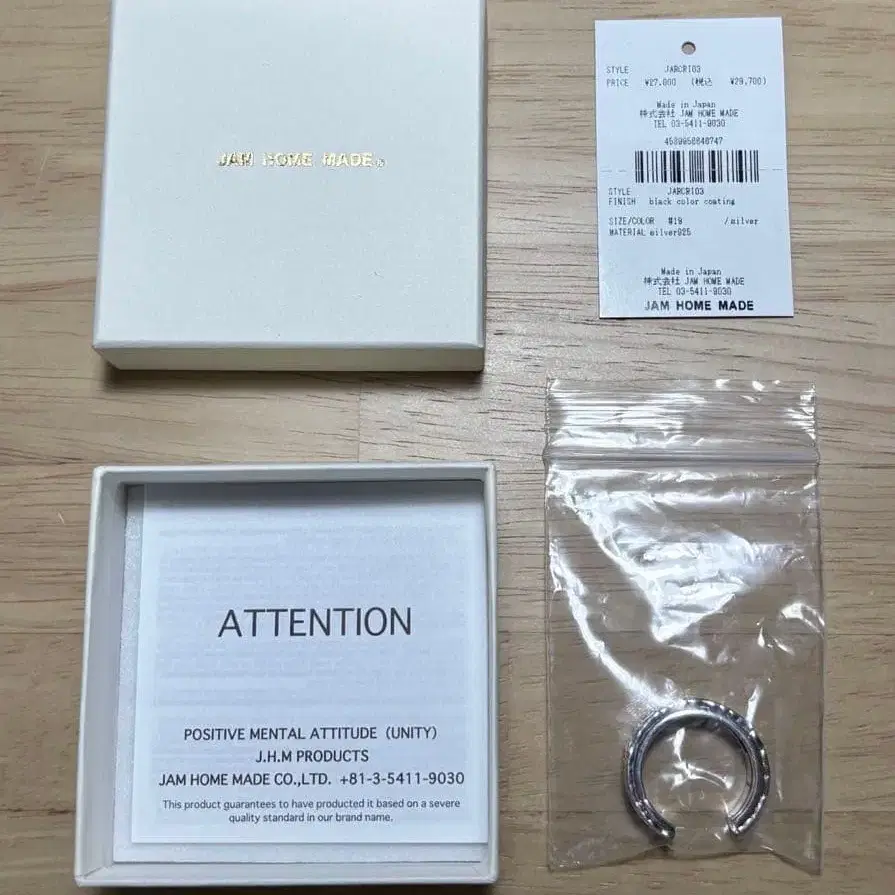 JAM HOME MADE
STYLE JARCRI03
PRICE ¥27,000 (税込 ¥29,700)
Made in Japan
株式会社 JAM HOME MADE
TEL 03-5411-9030
STYLE JARCRI03
FINISH black color coating
SIZE/COLOR #19 /silver
MATERIAL silver925
Made in Japan
株式会社 JAM HOME MADE
TEL 03-5411-9030
JAM HOME MADE
ATTENTION
POSITIVE MENTAL ATTITUDE (UNITY)
J.H.M PRODUCTS
JAM HOME MADE CO.,LTD. +81-3-5411-9030
This product guarantees to have producted it based on a severe
quality standard in our brand name.